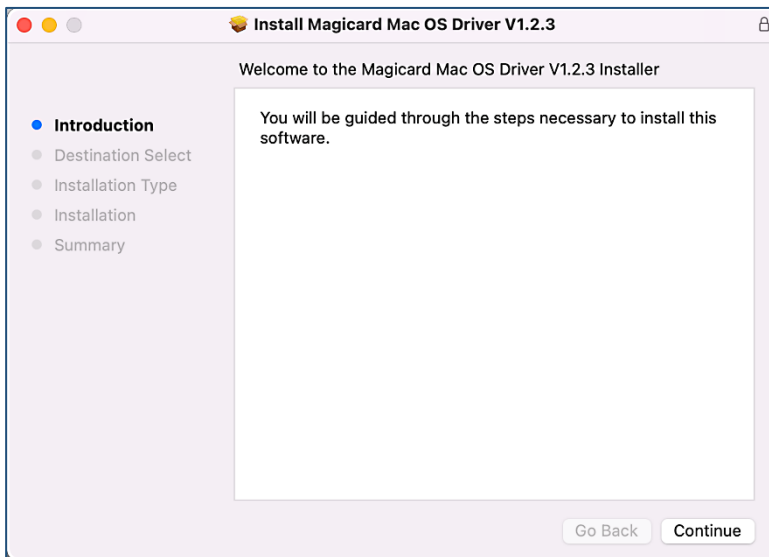 Install Magicard Mac OS Driver V1.2.3
Welcome to the Magicard Mac OS Driver V1.2.3 Installer
Introduction
Destination Select
Installation Type
Installation
Summary
You will be guided through the steps necessary to install this
software.
Go Back
Continue